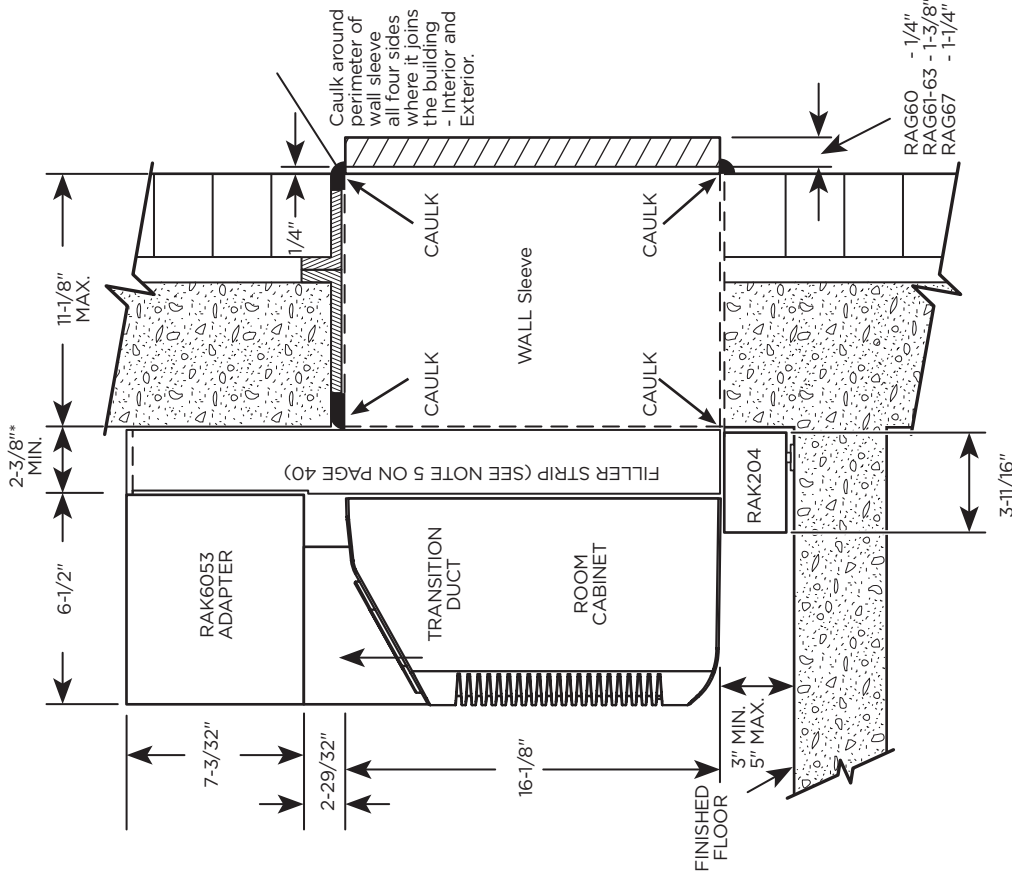 2-3/8"*
MIN.
11-1/8"
MAX.
6-1/2"
1/4"
Caulk around
perimeter of
wall sleeve
all four sides
where it joins
the building
- Interior and
Exterior.
RAK6053
ADAPTER
7-3/32"
2-29/32"
16-1/8"
TRANSITION
DUCT
ROOM
CABINET
FILLER STRIP (SEE NOTE 5 ON PAGE 40)
CAULK
CAULK
WALL Sleeve
CAULK
CAULK
RAG60 - 1/4"
RAG61-63 - 1-3/8"
RAG67 - 1-1/4"
3" MIN.
5" MAX.
FINISHED
FLOOR
RAK204
3-11/16"